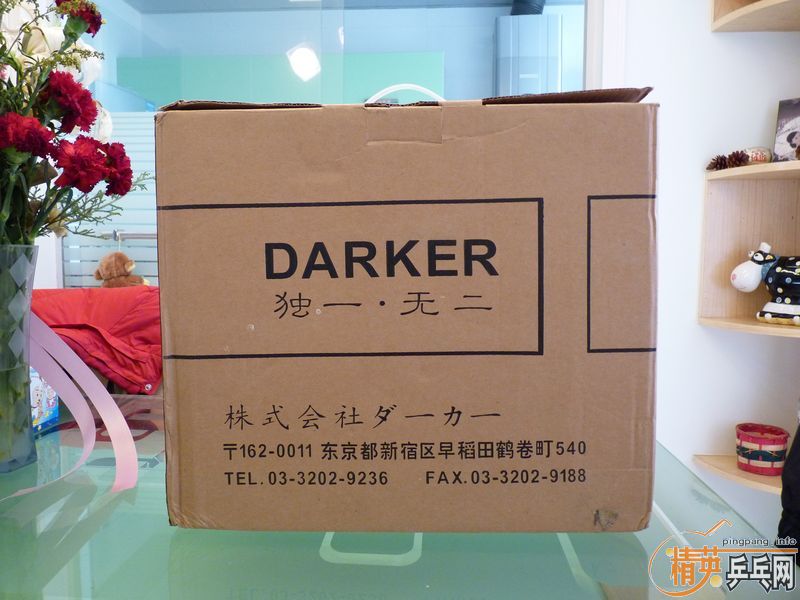 DARKER
独一·无二
株式会社ダーカー
〒162-0011 东京都新宿区早稻田鹤卷町540
TEL.03-3202-9236 FAX.03-3202-9188
pingpang_info
精英乒乓网